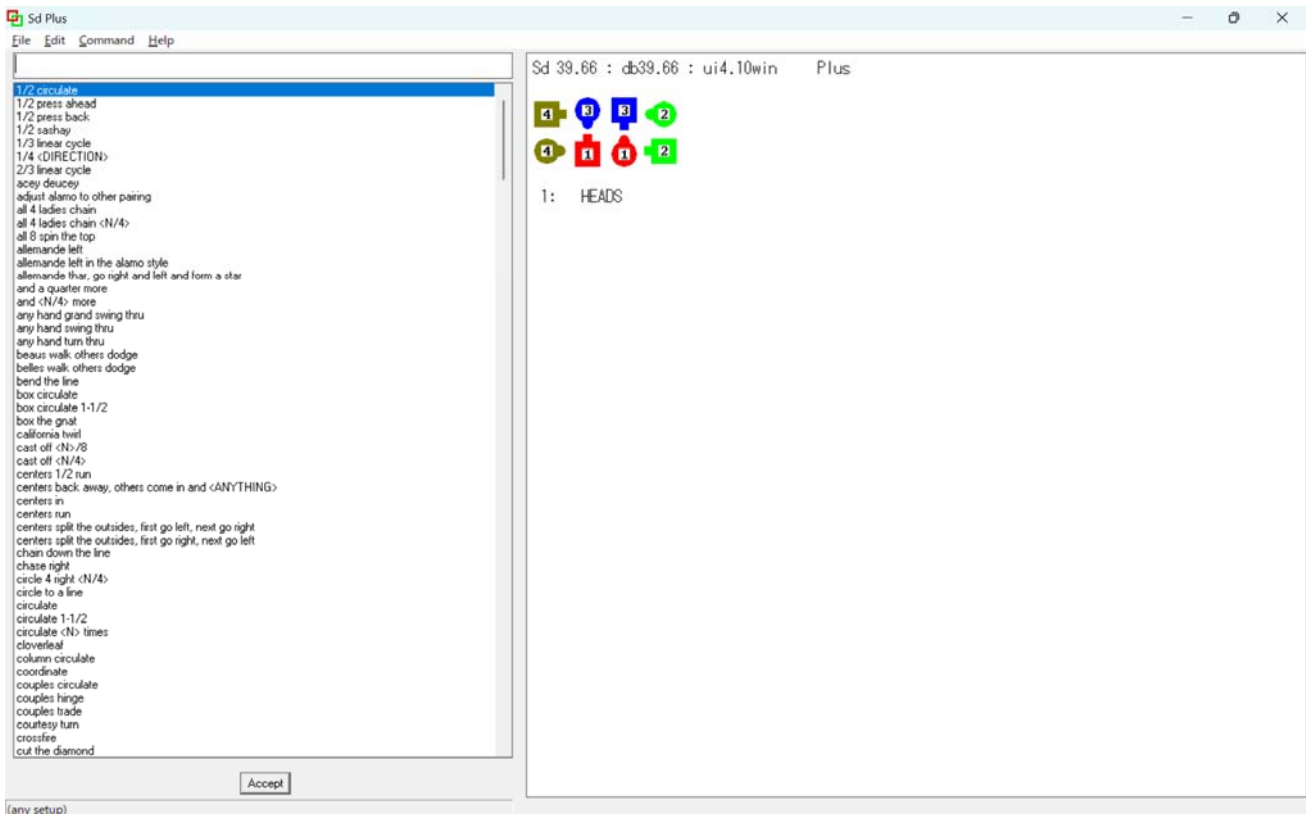 Sd Plus
File Edit Command Help
1/2 circulate
1/2 press ahead
1/2 press back
1/2 sashay
1/3 linear cycle
1/4 <DIRECTION>
2/3 linear cycle
acey deucey
adjust alamo to other pairing
all 4 ladies chain
all 4 ladies chain <N/4>
all 8 spin the top
allemande left
allemande left in the alamo style
allemande thar, go right and left and form a star
and a quarter more
and <N/4> more
any hand grand swing thru
any hand swing thru
any hand turn thru
beaus walk others dodge
belles walk others dodge
bend the line
box circulate
box circulate 1-1/2
box the gnat
california twirl
cast off <N>/8
cast off <N/4>
centers 1/2 run
centers back away, others come in and <ANYTHING>
centers in
centers run
centers split the outsides, first go left, next go right
centers split the outsides, first go right, next go left
chain down the line
chase right
circle 4 right <N/4>
circle to a line
circulate
circulate 1-1/2
circulate <N> times
cloverleaf
column circulate
coordinate
couples circulate
couples hinge
couples trade
courtesy turn
crossfire
cut the diamond
Accept
(any setup)
Sd 39.66 : db39.66 : ui4.10win Plus
4 3 3 2
4 1 1 2
1: HEADS